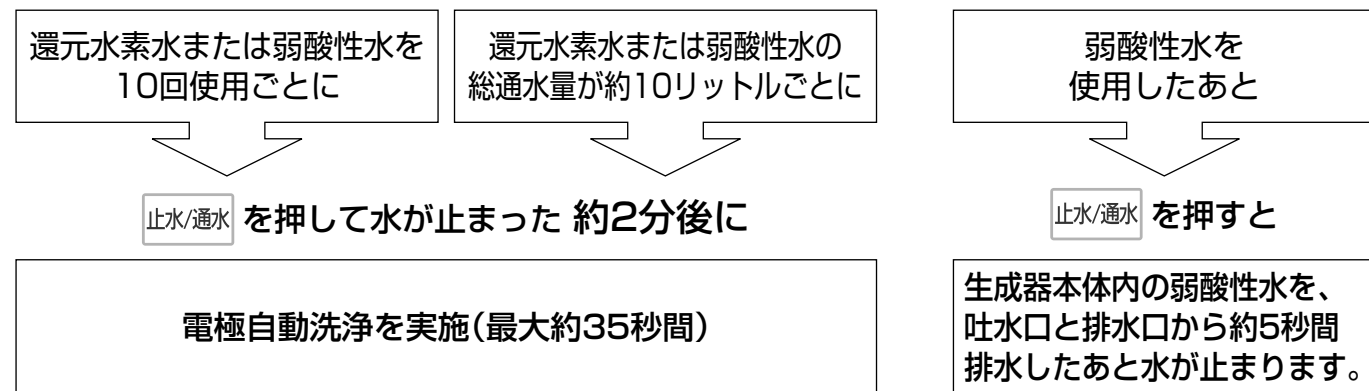 還元水素水または弱酸性水を
10回使用ごとに
還元水素水または弱酸性水の
総通水量が約10リットルごとに
止水/通水 を押して水が止まった 約2分後に
電極自動洗浄を実施(最大約35秒間)
弱酸性水を
使用したあと
止水/通水 を押すと
生成器本体内の弱酸性水を、
吐水口と排水口から約5秒間
排水したあと水が止まります。